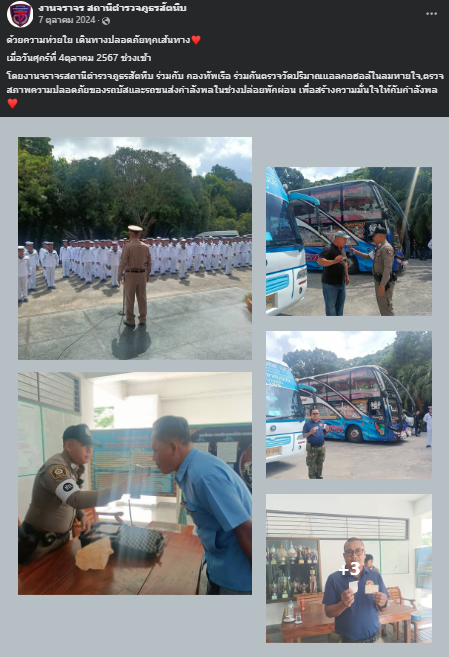 งานจราจร สถานีตำรวจภูธรสัตหีบ
7 ตุลาคม 2024 ·
ด้วยความห่วงใย เดินทางปลอดภัยทุกเส้นทาง❤️
เมื่อวันศุกร์ที่ 4ตุลาคม 2567 ช่วงเช้า
โดยงานจราจรสถานีตำรวจภูธรสัตหีบ ร่วมกับ กองทัพเรือ ร่วมกันตรวจวัดปริมาณแอลกอฮอล์ในลมหายใจ,ตรวจ
สภาพความปลอดภัยของรถบัสและรถขนส่งกำลังพลในช่วงปล่อยพักผ่อน เพื่อสร้างความมั่นใจให้กับกำลังพล
❤️
+3